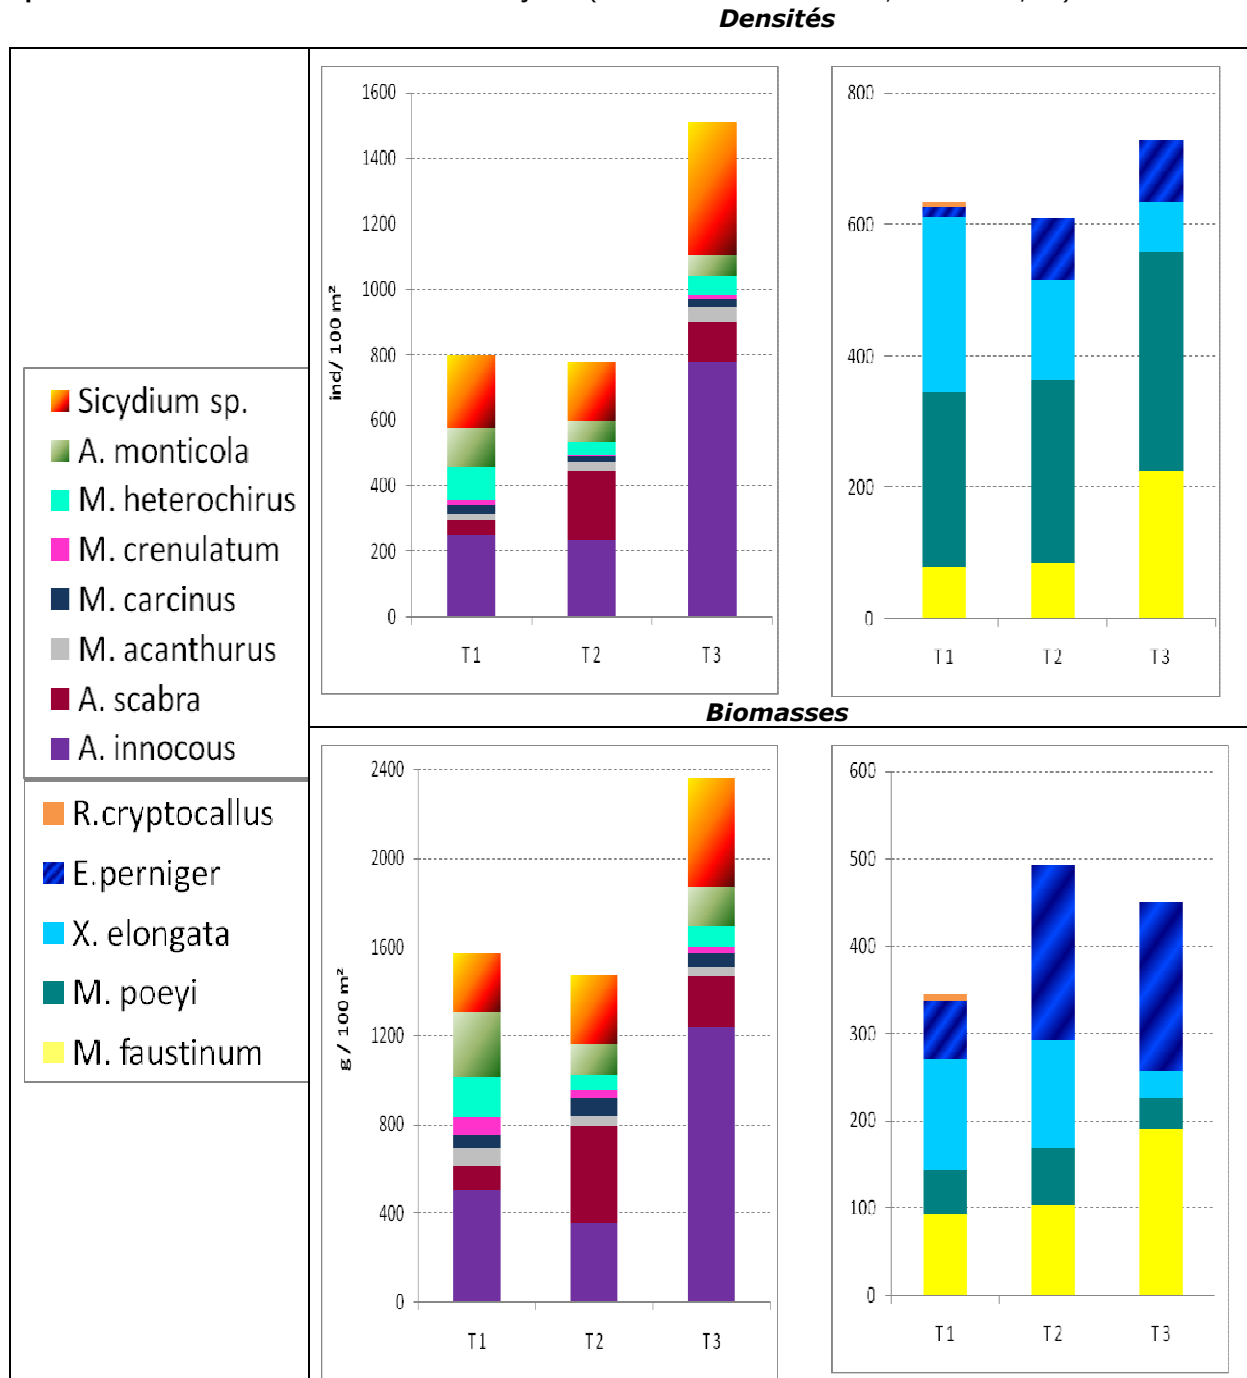 Densités
Sicydium sp.
A. monticola
M. heterochirus
M. crenulatum
M. carcinus
M. acanthurus
A. scabra
A. innocous
R.cryptocallus
E.perniger
X. elongata
M. poeyi
M. faustinum
ind/ 100 m²
1600
1400
1200
1000
800
600
400
200
0
T1 T2 T3
800
600
400
200
0
T1 T2 T3
Biomasses
g / 100 m²
2400
2000
1600
1200
800
400
0
T1 T2 T3
600
500
400
300
200
100
0
T1 T2 T3